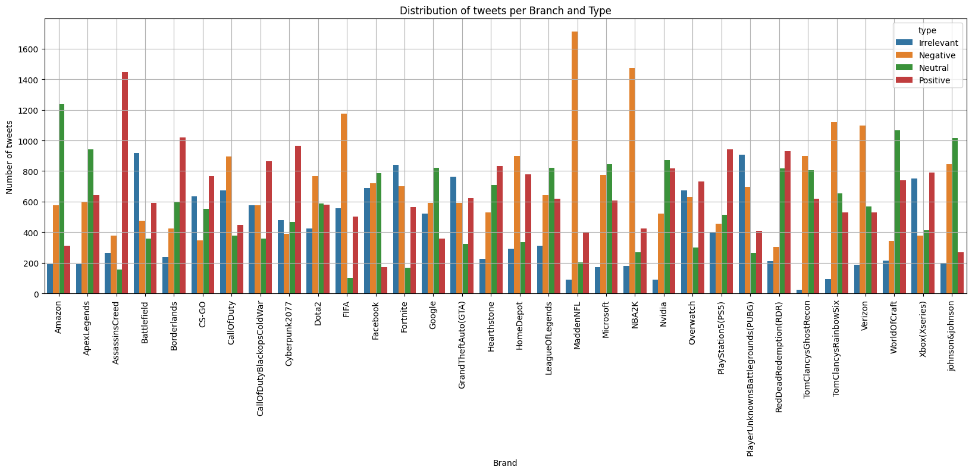 Distribution of tweets per Branch and Type
type
Irrelevant
Negative
Neutral
Positive
Number of tweets
1600
1400
1200
1000
800
600
400
200
0
Amazon
ApexLegends
AssassinsCreed
Battlefield
Borderlands
CS-GO
CallOfDuty
CallOfDutyBlackopsColdWar
Cyberpunk2077
Dota2
FIFA
Facebook
Fortnite
Google
GrandTheftAuto(GTA)
Hearthstone
HomeDepot
LeagueOfLegends
MaddenNFL
Microsoft
NBA2K
Nvidia
Overwatch
PlayStation5(PS5)
PlayerUnknownsBattlegrounds(PUBG)
RedDeadRedemption(RDR)
TomClancysGhostRecon
TomClancysRainbowSix
Verizon
WorldOfCraft
Xbox(Xseries)
johnson&johnson
Brand